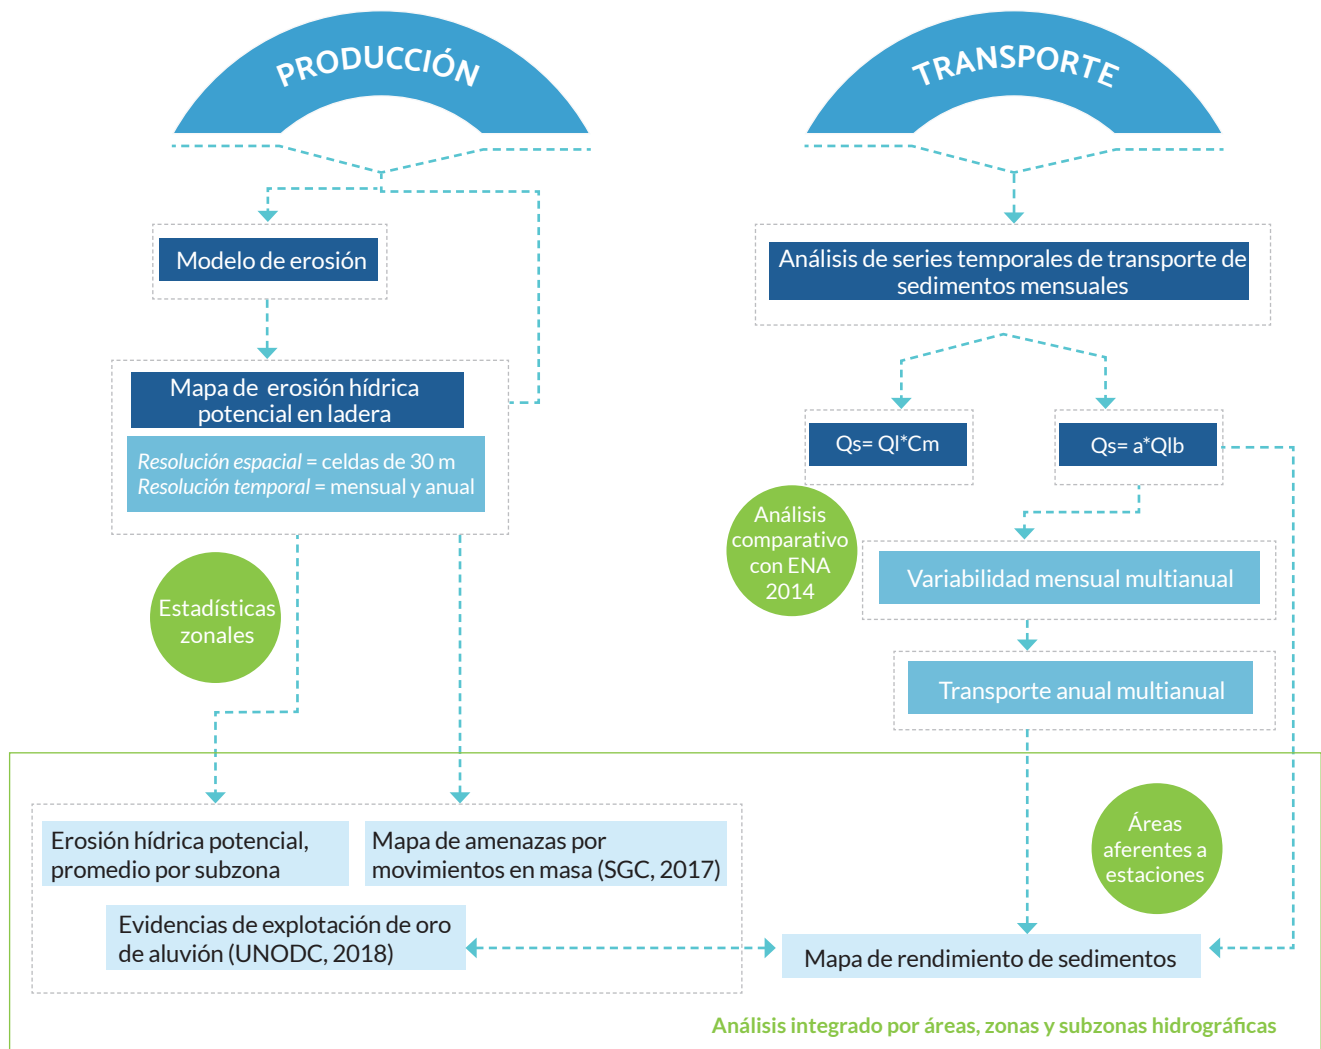 PRODUCCIÓN
Modelo de erosión
Mapa de erosión hídrica
potencial en ladera
Resolución espacial = celdas de 30 m
Resolución temporal = mensual y anual
Estadísticas
zonales
TRANSPORTE
Análisis de series temporales de transporte de
sedimentos mensuales
Qs= Ql*Cm
Qs= a*Qlb
Análisis
comparativo
con ENA
2014
Variabilidad mensual multianual
Transporte anual multianual
Erosión hídrica potencial,
promedio por subzona
Mapa de amenazas por
movimientos en masa (SGC, 2017)
Evidencias de explotación de oro
de aluvión (UNODC, 2018)
Áreas
aferentes a
estaciones
Mapa de rendimiento de sedimentos
Análisis integrado por áreas, zonas y subzonas hidrográficas